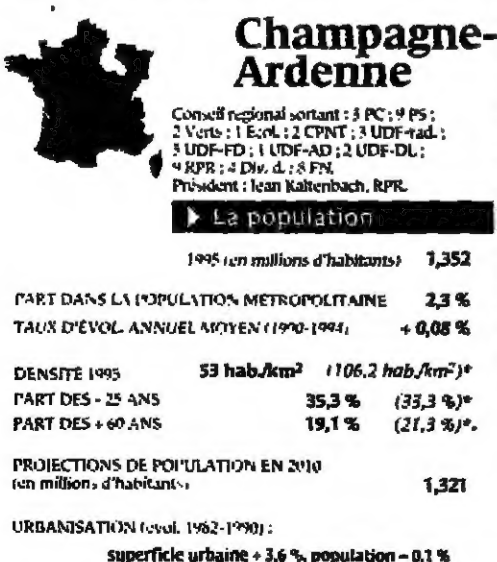 Champagne-
Ardenne
Conseil régional sortant : 3 PC ; 9 PS ;
2 Verts ; 1 Ecol. ; 2 CPNT ; 3 UDF-rad. ;
3 UDF-FD ; 1 UDF-AD ; 2 UDF-DL ;
9 RPR ; 4 Div. d. ; 8 FN.
Président : Jean Kaltenbach, RPR.
La population
1995 (en millions d'habitants) 1,352
PART DANS LA POPULATION MÉTROPOLITAINE 2,3 %
TAUX D'ÉVOL. ANNUEL MOYEN (1990-1994) + 0,08 %
DENSITÉ 1995 53 hab./km² (106,2 hab./km²)*
PART DES - 25 ANS 35,3 % (33,3 %)*
PART DES + 60 ANS 19,1 % (21,3 %)*.
PROJECTIONS DE POPULATION EN 2010
(en millions d'habitants) 1,321
URBANISATION (évol. 1982-1990) :
superficie urbaine + 3,6 %, population – 0,1 %